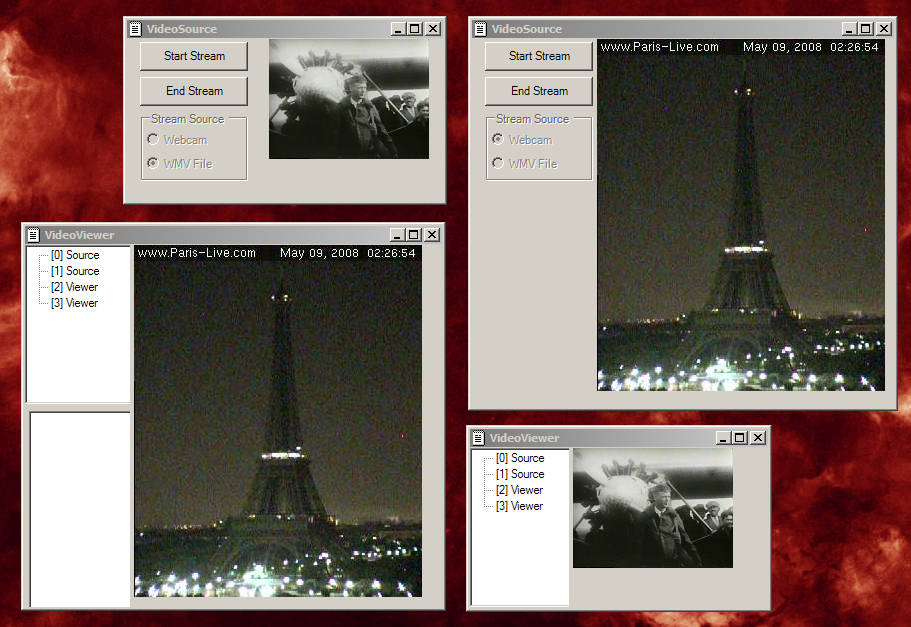 VideoSource
Start Stream
End Stream
Stream Source
Webcam
WMV File
VideoSource
Start Stream
End Stream
Stream Source
Webcam
WMV File
www.Paris-Live.com May 09, 2008 02:26:54
VideoViewer
[0] Source
[1] Source
[2] Viewer
[3] Viewer
www.Paris-Live.com May 09, 2008 02:26:54
VideoViewer
[0] Source
[1] Source
[2] Viewer
[3] Viewer